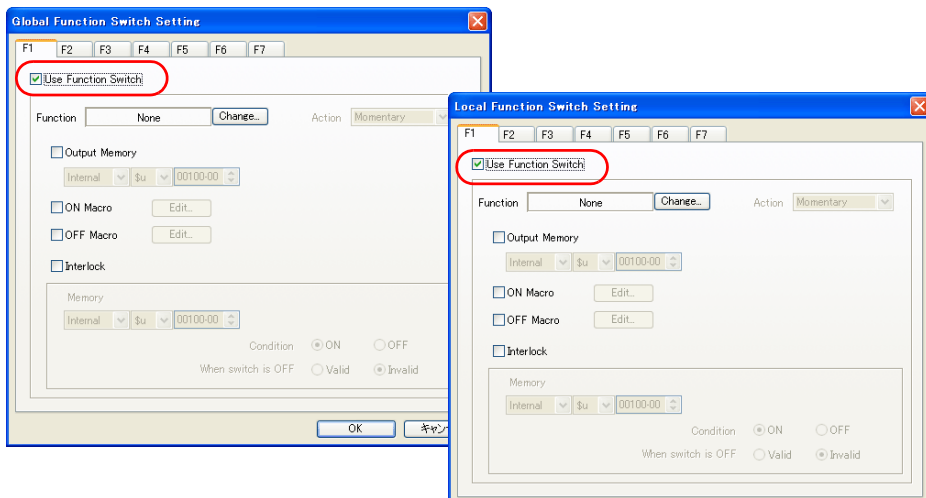 Global Function Switch Setting
F1 F2 F3 F4 F5 F6 F7
Use Function Switch
Function None Change... Action Momentary
Output Memory
Internal $u 00100-00
ON Macro Edit...
OFF Macro Edit...
Interlock
Memory
Internal $u 00100-00
Condition ON OFF
When switch is OFF Valid Invalid
OK
Local Function Switch Setting
F1 F2 F3 F4 F5 F6 F7
Use Function Switch
Function None Change... Action Momentary
Output Memory
Internal $u 00100-00
ON Macro Edit...
OFF Macro Edit...
Interlock
Memory
Internal $u 00100-00
Condition ON OFF
When switch is OFF Valid Invalid